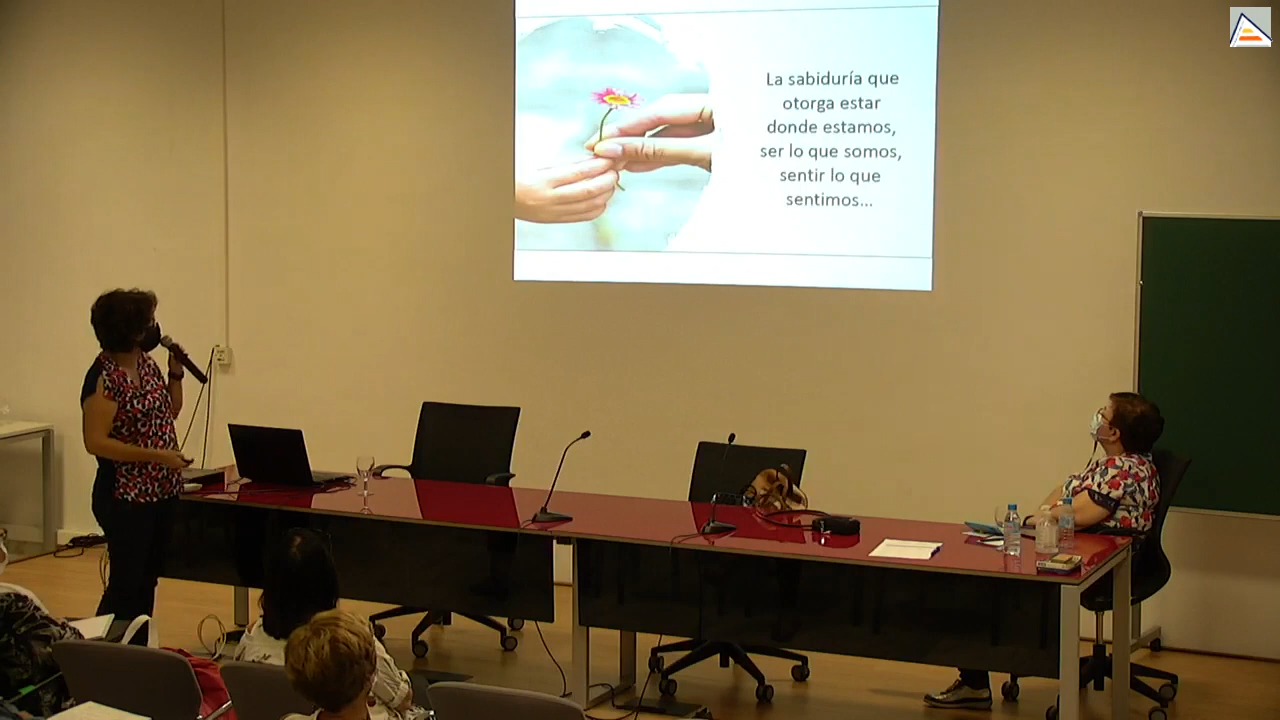 La sabiduría que
otorga estar
donde estamos,
ser lo que somos,
sentir lo que
sentimos...